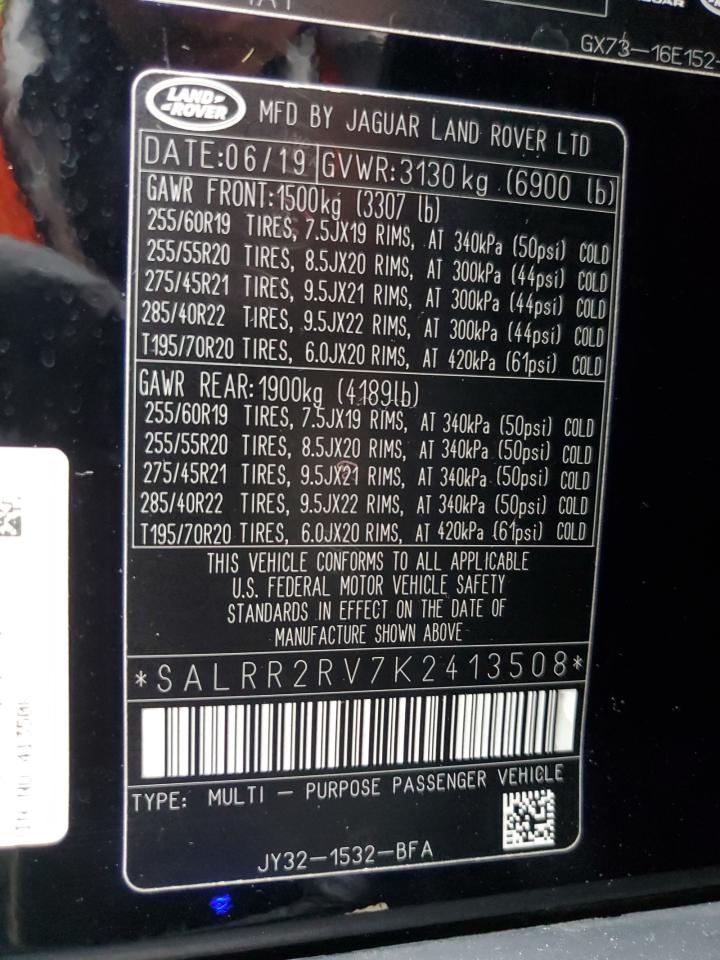 GX73-16E152-
LAND ROVER
MFD BY JAGUAR LAND ROVER LTD
DATE:06/19 GVWR:3130kg (6900 lb)
GAWR FRONT:1500kg (3307 lb)
255/60R19 TIRES, 7.5JX19 RIMS, AT 340kPa (50psi) COLD
255/55R20 TIRES, 8.5JX20 RIMS, AT 300kPa (44psi) COLD
275/45R21 TIRES, 9.5JX21 RIMS, AT 300kPa (44psi) COLD
285/40R22 TIRES, 9.5JX22 RIMS, AT 300kPa (44psi) COLD
T195/70R20 TIRES, 6.0JX20 RIMS, AT 420kPa (61psi) COLD
GAWR REAR:1900kg (4189lb)
255/60R19 TIRES, 7.5JX19 RIMS, AT 340kPa (50psi) COLD
255/55R20 TIRES, 8.5JX20 RIMS, AT 340kPa (50psi) COLD
275/45R21 TIRES, 9.5JX21 RIMS, AT 340kPa (50psi) COLD
285/40R22 TIRES, 9.5JX22 RIMS, AT 340kPa (50psi) COLD
T195/70R20 TIRES, 6.0JX20 RIMS, AT 420kPa (61psi) COLD
THIS VEHICLE CONFORMS TO ALL APPLICABLE
U.S. FEDERAL MOTOR VEHICLE SAFETY
STANDARDS IN EFFECT ON THE DATE OF
MANUFACTURE SHOWN ABOVE
*SALRR2RV7K2413508*
TYPE: MULTI - PURPOSE PASSENGER VEHICLE
JY32-1532-BFA